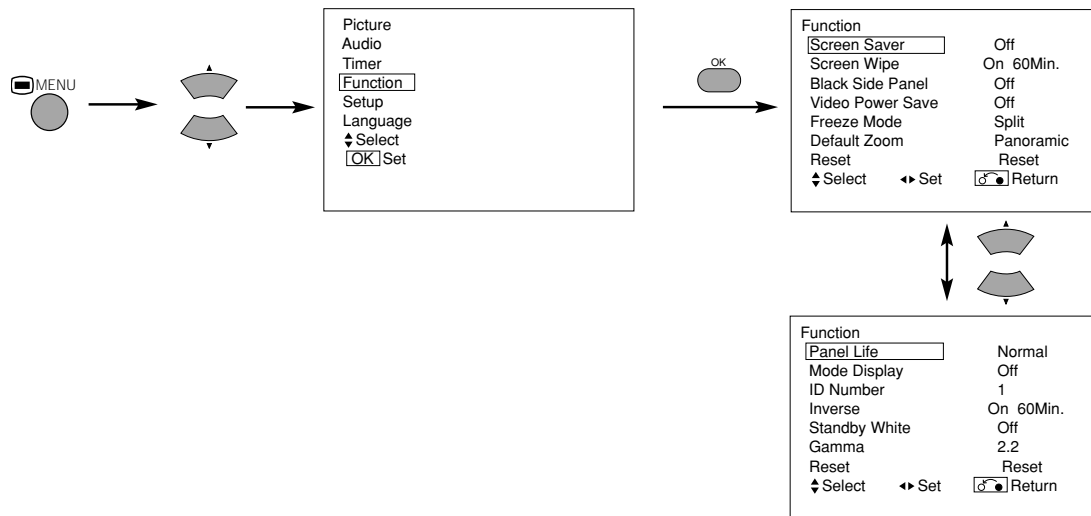 MENU
Picture
Audio
Timer
Function
Setup
Language
Select
OK Set
OK
Function
Screen Saver Off
Screen Wipe On 60Min.
Black Side Panel Off
Video Power Save Off
Freeze Mode Split
Default Zoom Panoramic
Reset Reset
Select Set Return
Function
Panel Life Normal
Mode Display Off
ID Number 1
Inverse On 60Min.
Standby White Off
Gamma 2.2
Reset Reset
Select Set Return